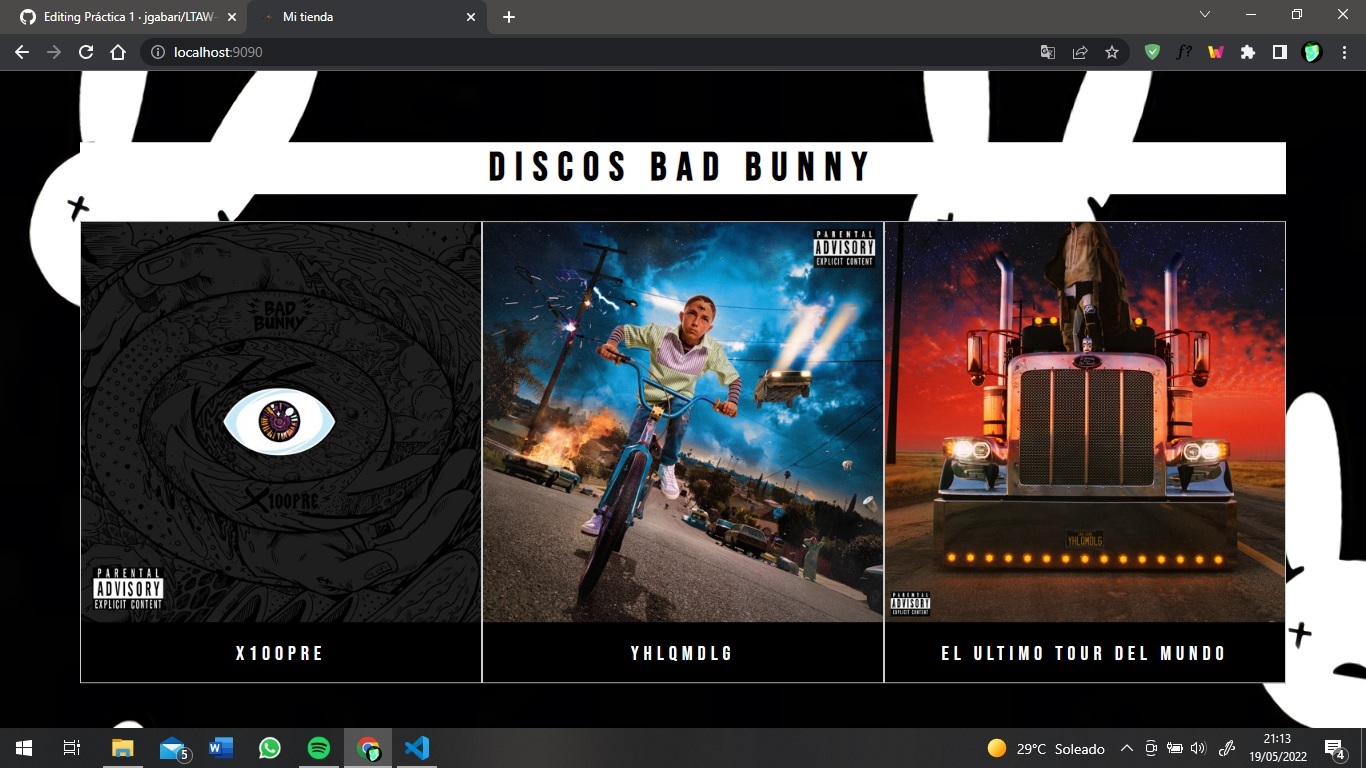 Editing Práctica 1 · jgabari/LTAW-
Mi tienda
localhost:9090
f?
DISCOS BAD BUNNY
BAD
BUNNY
X100PRE
PARENTAL
ADVISORY
EXPLICIT CONTENT
PARENTAL
ADVISORY
EXPLICIT CONTENT
YHLQMDLG
PARENTAL
ADVISORY
EXPLICIT CONTENT
X100PRE
YHLQMDLG
EL ULTIMO TOUR DEL MUNDO
5
29°C Soleado
21:13
19/05/2022
4